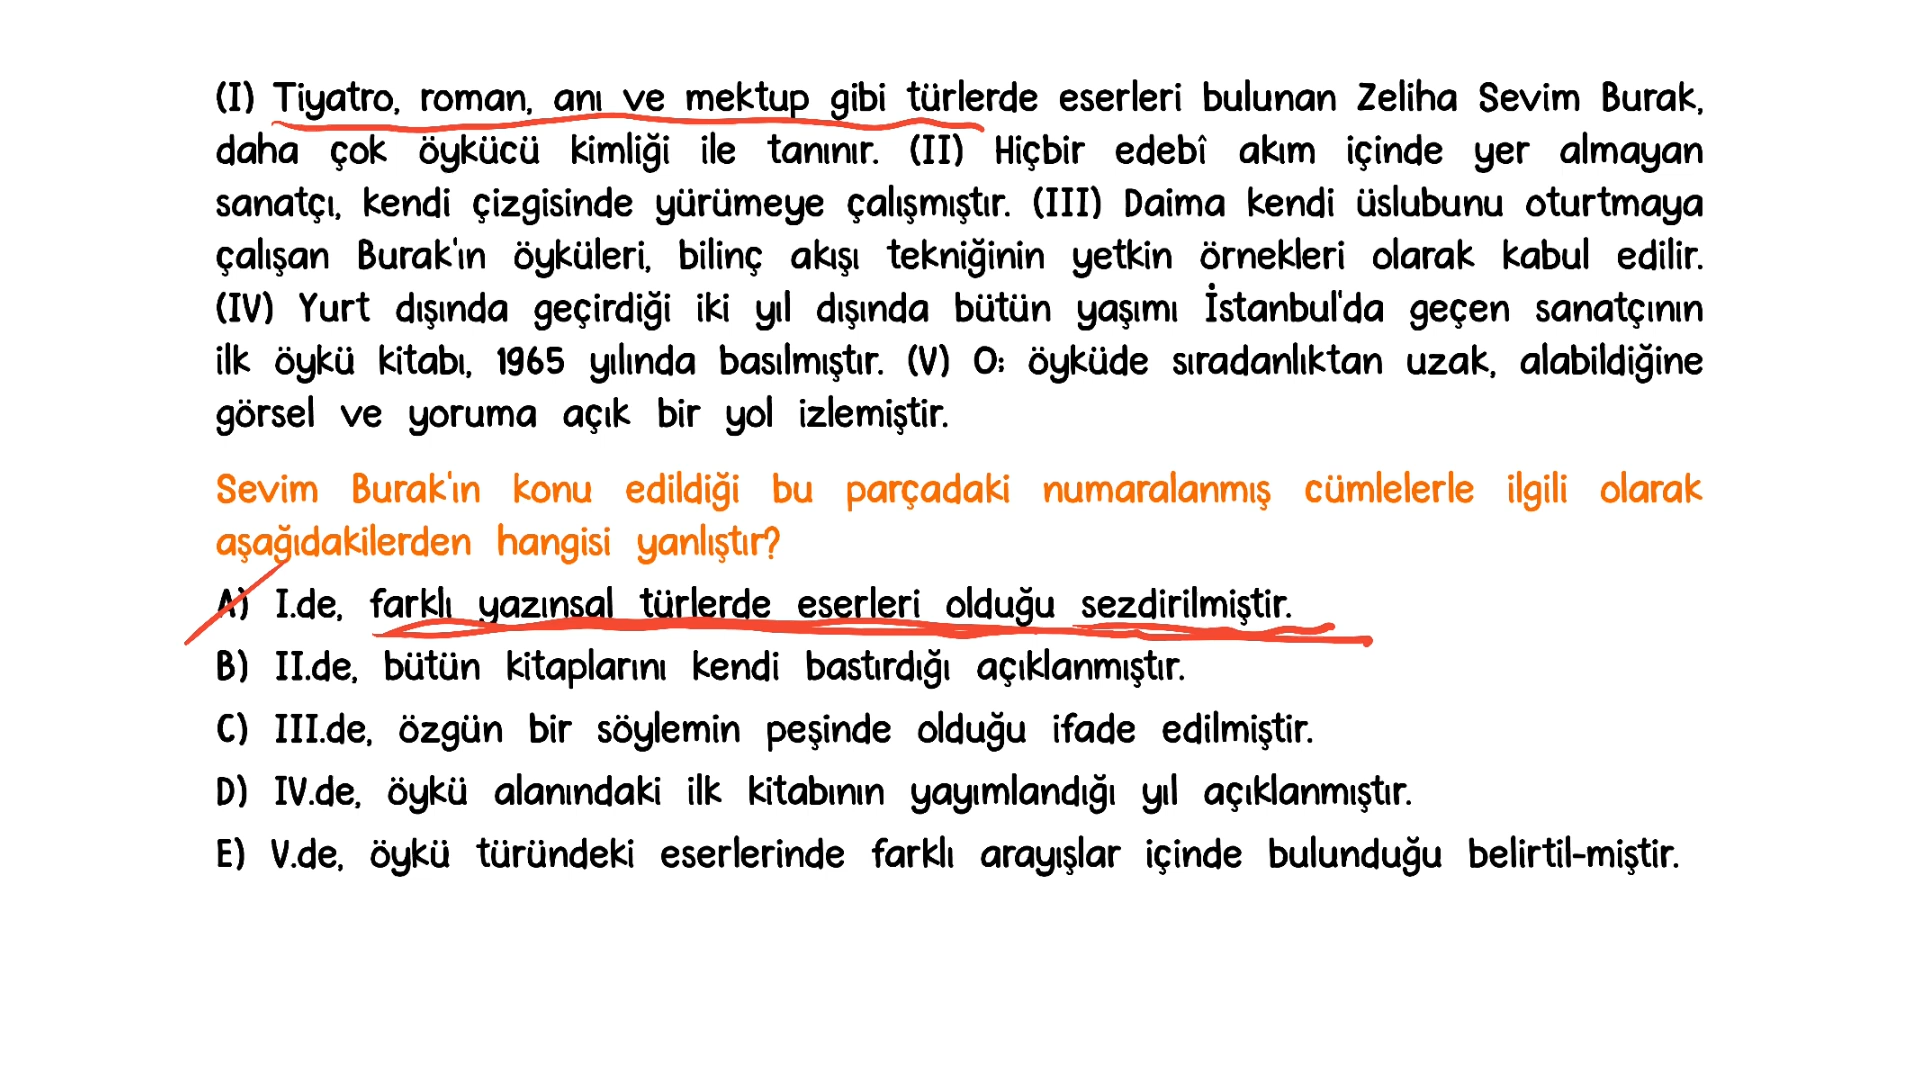 (I) Tiyatro, roman, anı ve mektup gibi türlerde eserleri bulunan Zeliha Sevim Burak,
daha çok öykücü kimliği ile tanınır. (II) Hiçbir edebî akım içinde yer almayan
sanatçı, kendi çizgisinde yürümeye çalışmıştır. (III) Daima kendi üslubunu oturtmaya
çalışan Burak'ın öyküleri, bilinç akışı tekniğinin yetkin örnekleri olarak kabul edilir.
(IV) Yurt dışında geçirdiği iki yıl dışında bütün yaşımı İstanbul'da geçen sanatçının
ilk öykü kitabı, 1965 yılında basılmıştır. (V) O; öyküde sıradanlıktan uzak, alabildiğine
görsel ve yoruma açık bir yol izlemiştir.
Sevim Burak'ın konu edildiği bu parçadaki numaralanmış cümlelerle ilgili olarak
aşağıdakilerden hangisi yanlıştır?
A) I.de, farklı yazınsal türlerde eserleri olduğu sezdirilmiştir.
B) II.de, bütün kitaplarını kendi bastırdığı açıklanmıştır.
C) III.de, özgün bir söylemin peşinde olduğu ifade edilmiştir.
D) IV.de, öykü alanındaki ilk kitabının yayımlandığı yıl açıklanmıştır.
E) V.de, öykü türündeki eserlerinde farklı arayışlar içinde bulunduğu belirtil-miştir.